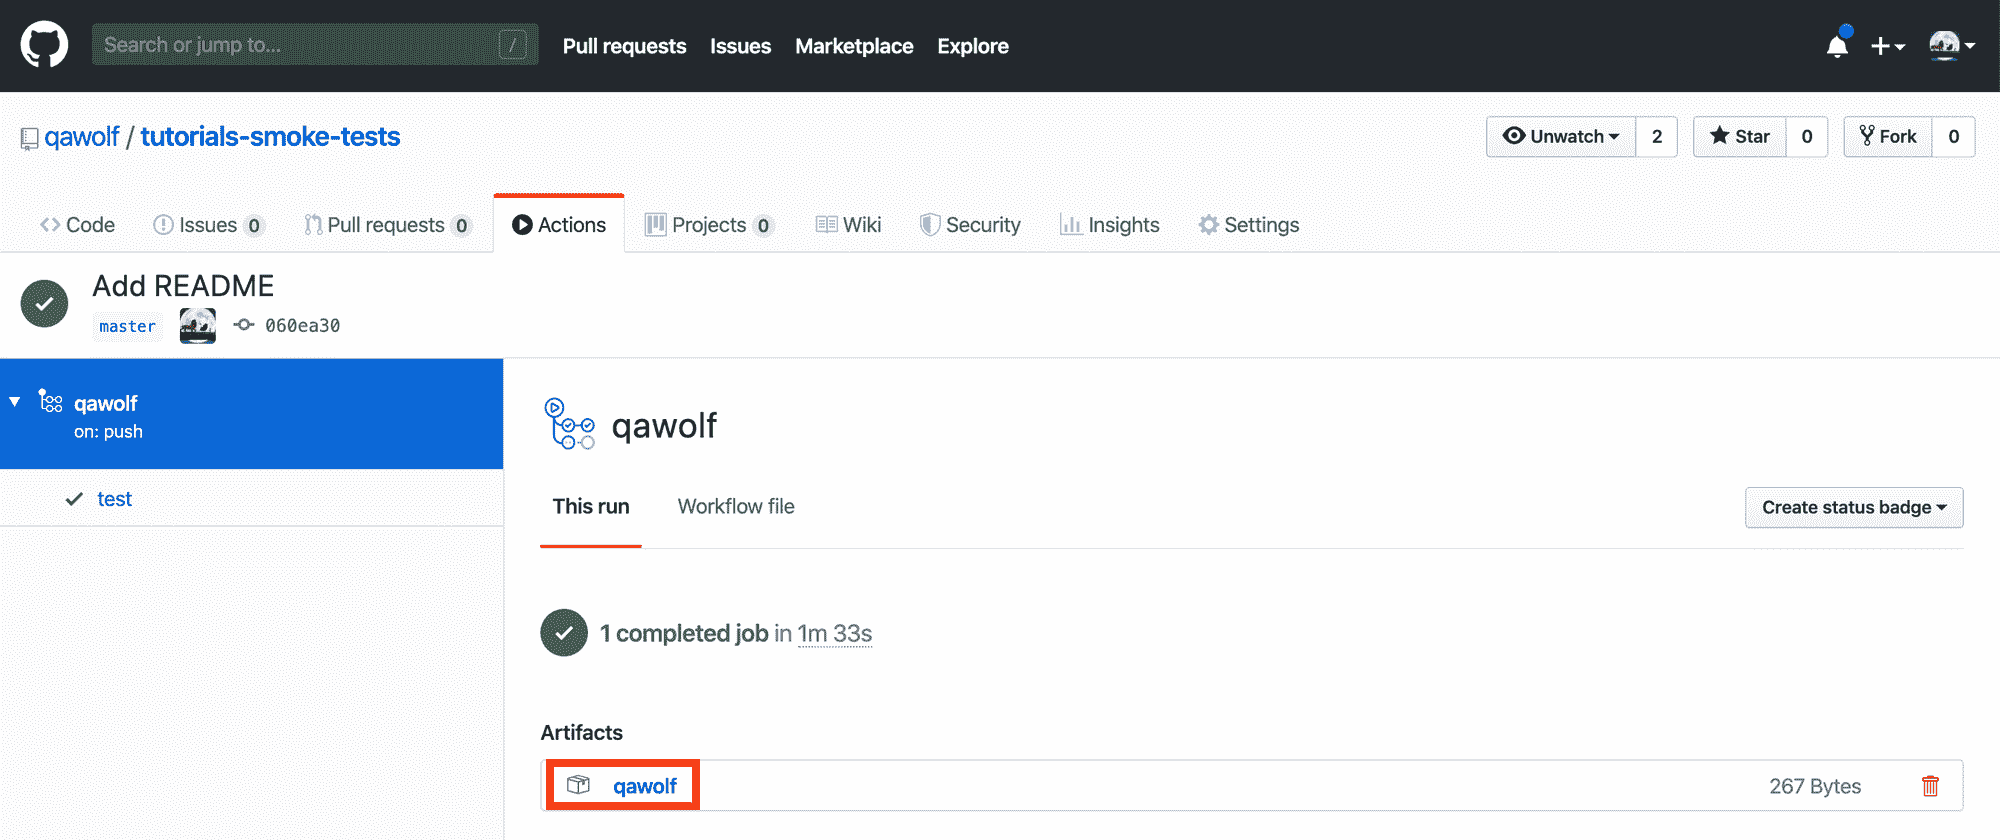 Search or jump to... / Pull requests Issues Marketplace Explore
qawolf / tutorials-smoke-tests Unwatch 2 Star 0 Fork 0
Code Issues 0 Pull requests 0 Actions Projects 0 Wiki Security Insights Settings
Add README
master 060ea30
qawolf
on: push
test
qawolf
This run Workflow file Create status badge
1 completed job in 1m 33s
Artifacts
qawolf 267 Bytes